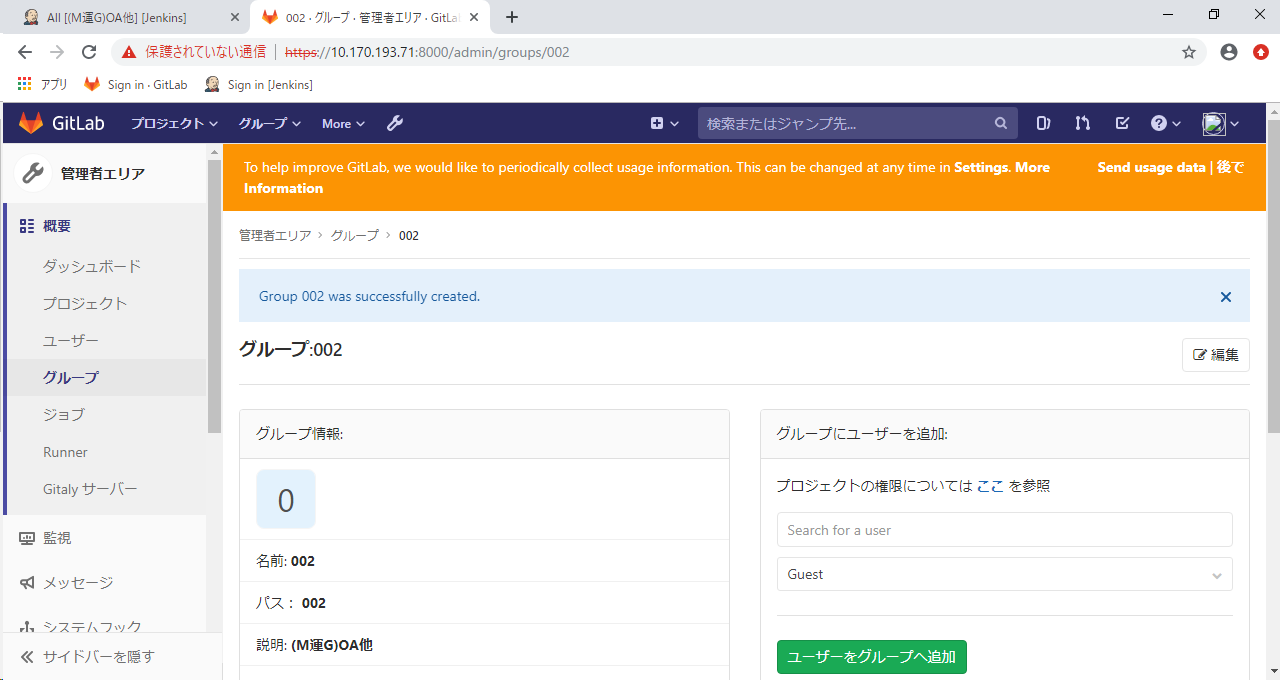 All [(M運G)OA他] [Jenkins]
002 · グループ · 管理者エリア · GitLa
保護されていない通信
https://10.170.193.71:8000/admin/groups/002
アプリ
Sign in · GitLab
Sign in [Jenkins]
GitLab
プロジェクト
グループ
More
検索またはジャンプ先...
管理者エリア
概要
ダッシュボード
プロジェクト
ユーザー
グループ
ジョブ
Runner
Gitaly サーバー
監視
メッセージ
システムフック
サイドバーを隠す
To help improve GitLab, we would like to periodically collect usage information. This can be changed at any time in Settings. More
Information
Send usage data | 後で
管理者エリア > グループ > 002
Group 002 was successfully created.
グループ:002
編集
グループ情報:
0
名前: 002
パス： 002
説明: (M運G)OA他
グループにユーザーを追加:
プロジェクトの権限については ここ を参照
Search for a user
Guest
ユーザーをグループへ追加